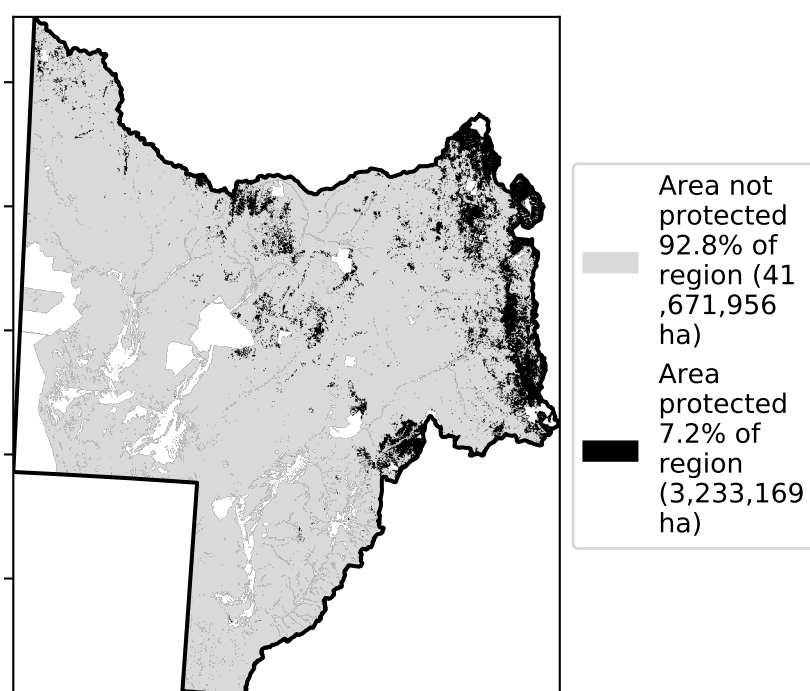 Area not
protected
92.8% of
region (41
,671,956
ha)
Area
protected
7.2% of
region
(3,233,169
ha)